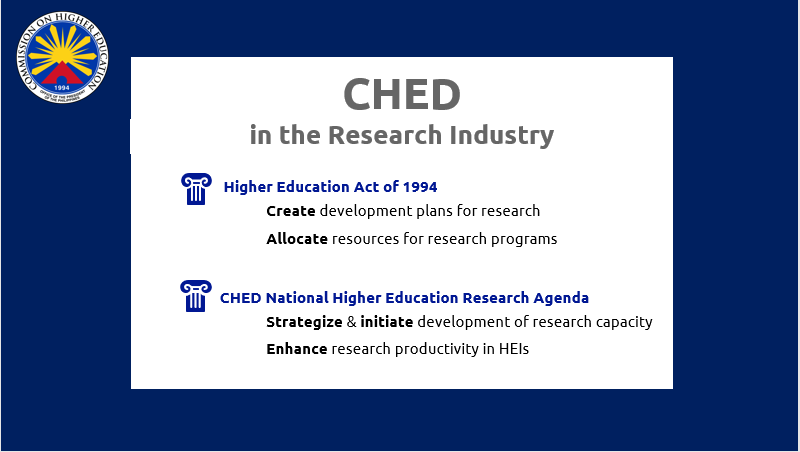 COMMISSION ON HIGHER EDUCATION
1994
OFFICE OF THE PRESIDENT
OF THE PHILIPPINES
CHED
in the Research Industry
Higher Education Act of 1994
Create development plans for research
Allocate resources for research programs
CHED National Higher Education Research Agenda
Strategize & initiate development of research capacity
Enhance research productivity in HEIs